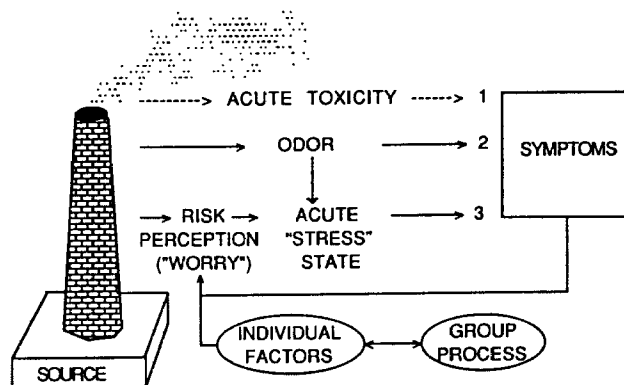 ACUTE TOXICITY 1
ODOR 2
SYMPTOMS
RISK ACUTE 3
PERCEPTION "STRESS"
("WORRY") STATE
INDIVIDUAL GROUP
FACTORS PROCESS
SOURCE